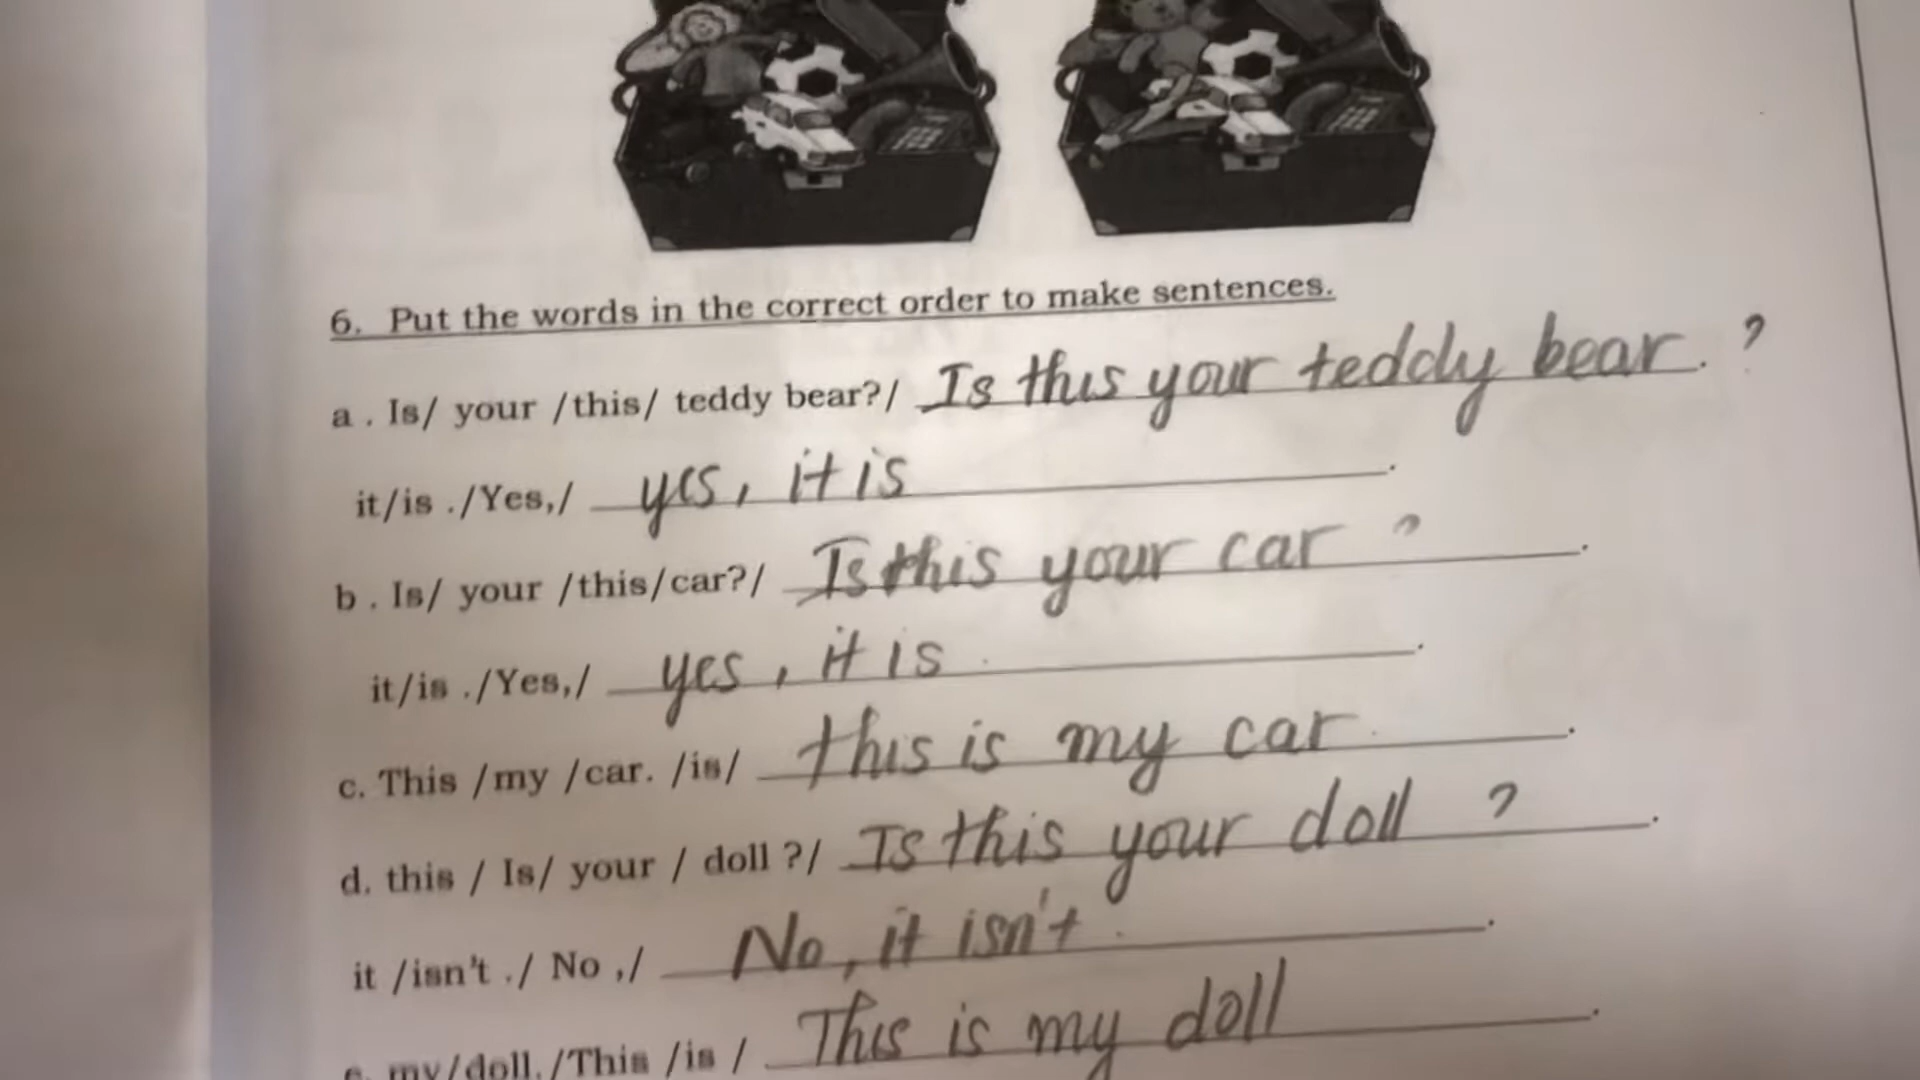 6. Put the words in the correct order to make sentences.
a . Is/ your /this/ teddy bear?/ Is this your teddy bear. ?
it/is ./Yes,/ yes, it is .
b . Is/ your /this/car?/ Is this your car ? .
it/is ./Yes,/ yes , it is .
c. This /my /car. /is/ this is my car .
d. this / Is/ your / doll ?/ Is this your doll ? .
it /isn't ./ No ,/ No, it isn't .
e. my/doll./This /is / This is my doll .